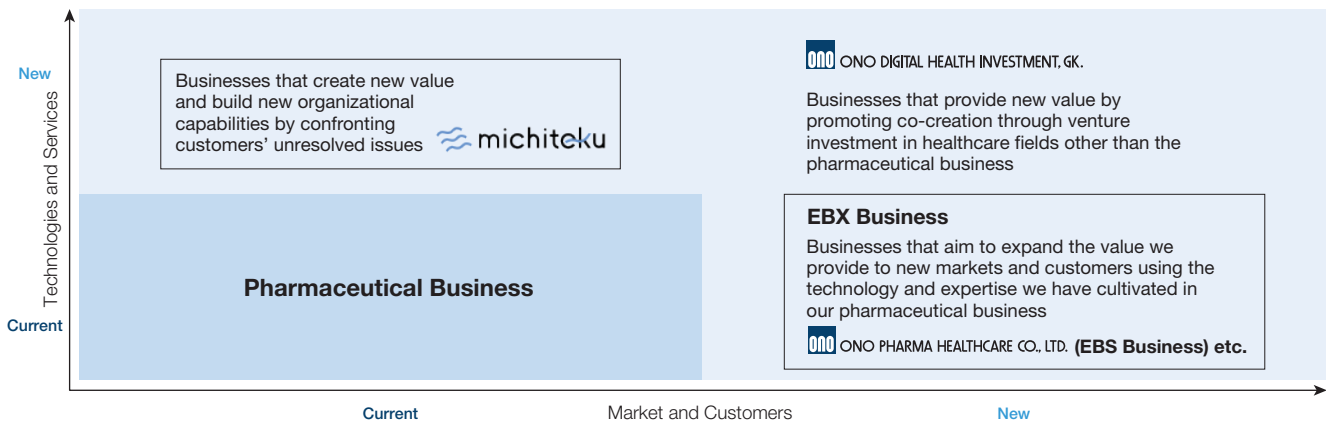 New
Technologies and Services
Current
Businesses that create new value
and build new organizational
capabilities by confronting
customers' unresolved issues
michiteku
ono ONO DIGITAL HEALTH INVESTMENT, GK.
Businesses that provide new value by
promoting co-creation through venture
investment in healthcare fields other than the
pharmaceutical business
Pharmaceutical Business
EBX Business
Businesses that aim to expand the value we
provide to new markets and customers using the
technology and expertise we have cultivated in
our pharmaceutical business
ono ONO PHARMA HEALTHCARE CO., LTD. (EBS Business) etc.
Current
Market and Customers
New